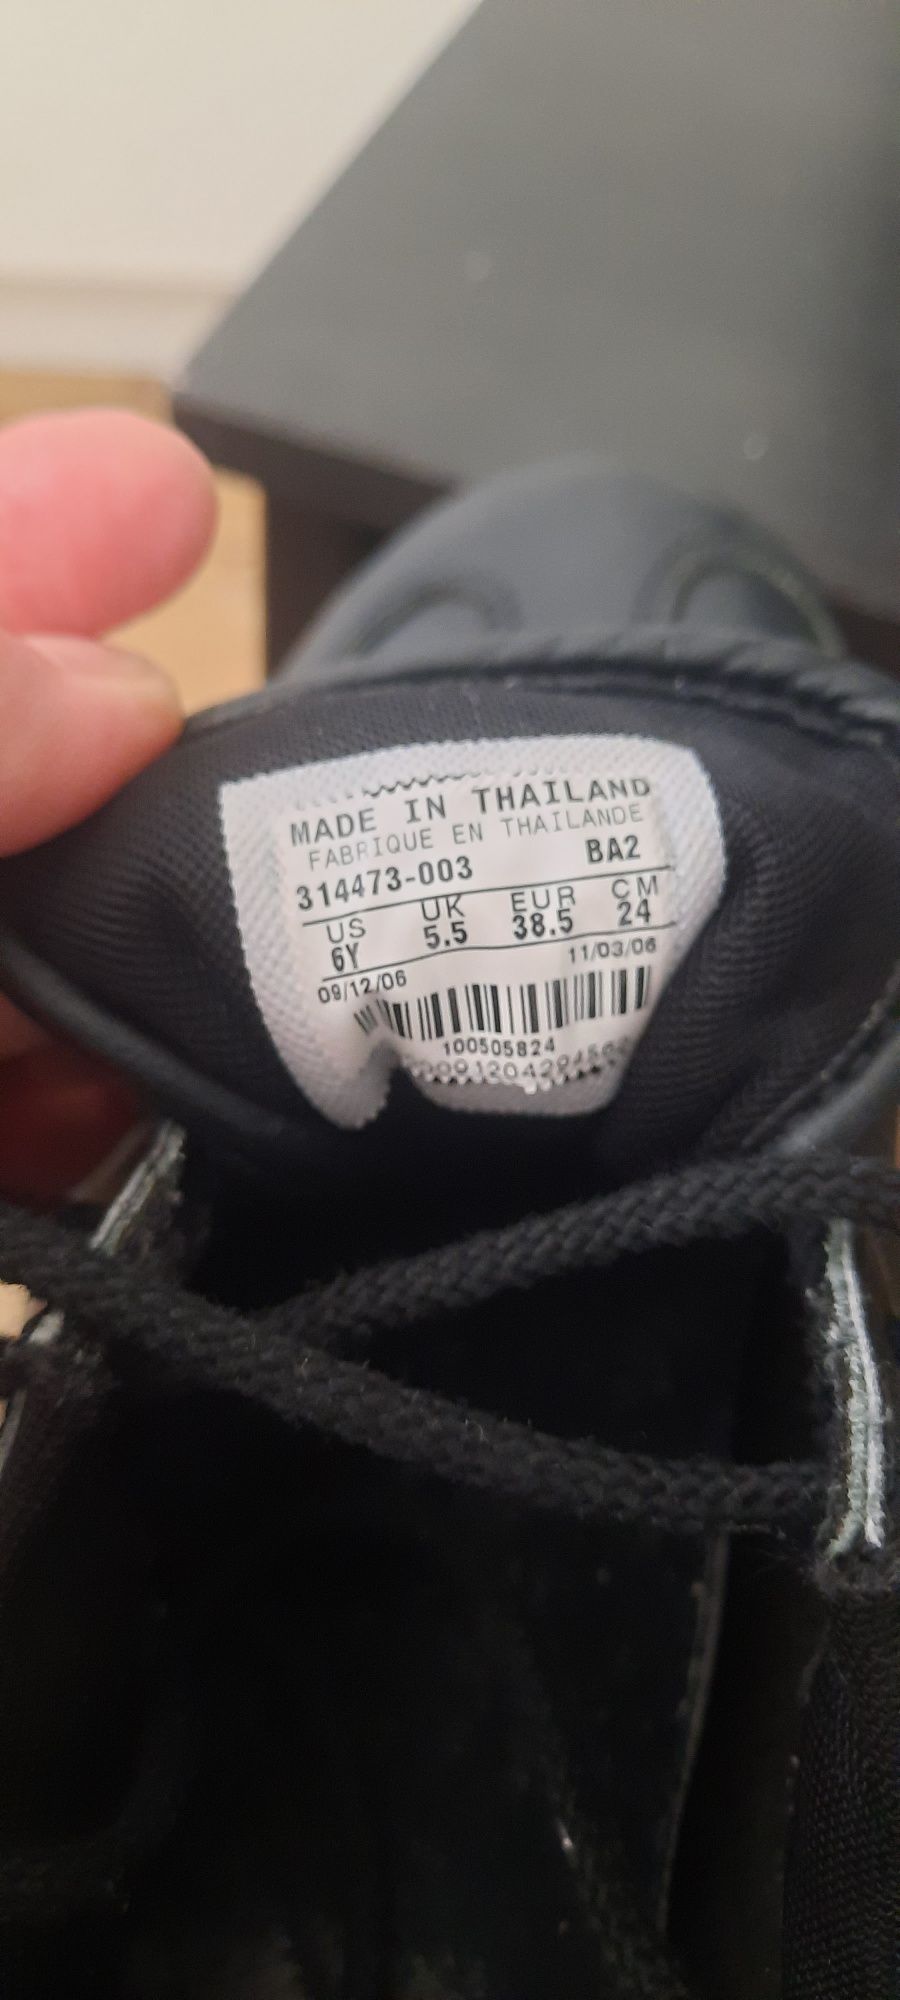 MADE IN THAILAND
FABRIQUE EN THAILANDE
314473-003 BA2
US UK EUR CM
6Y 5.5 38.5 24
09/12/06 11/03/06
100505824